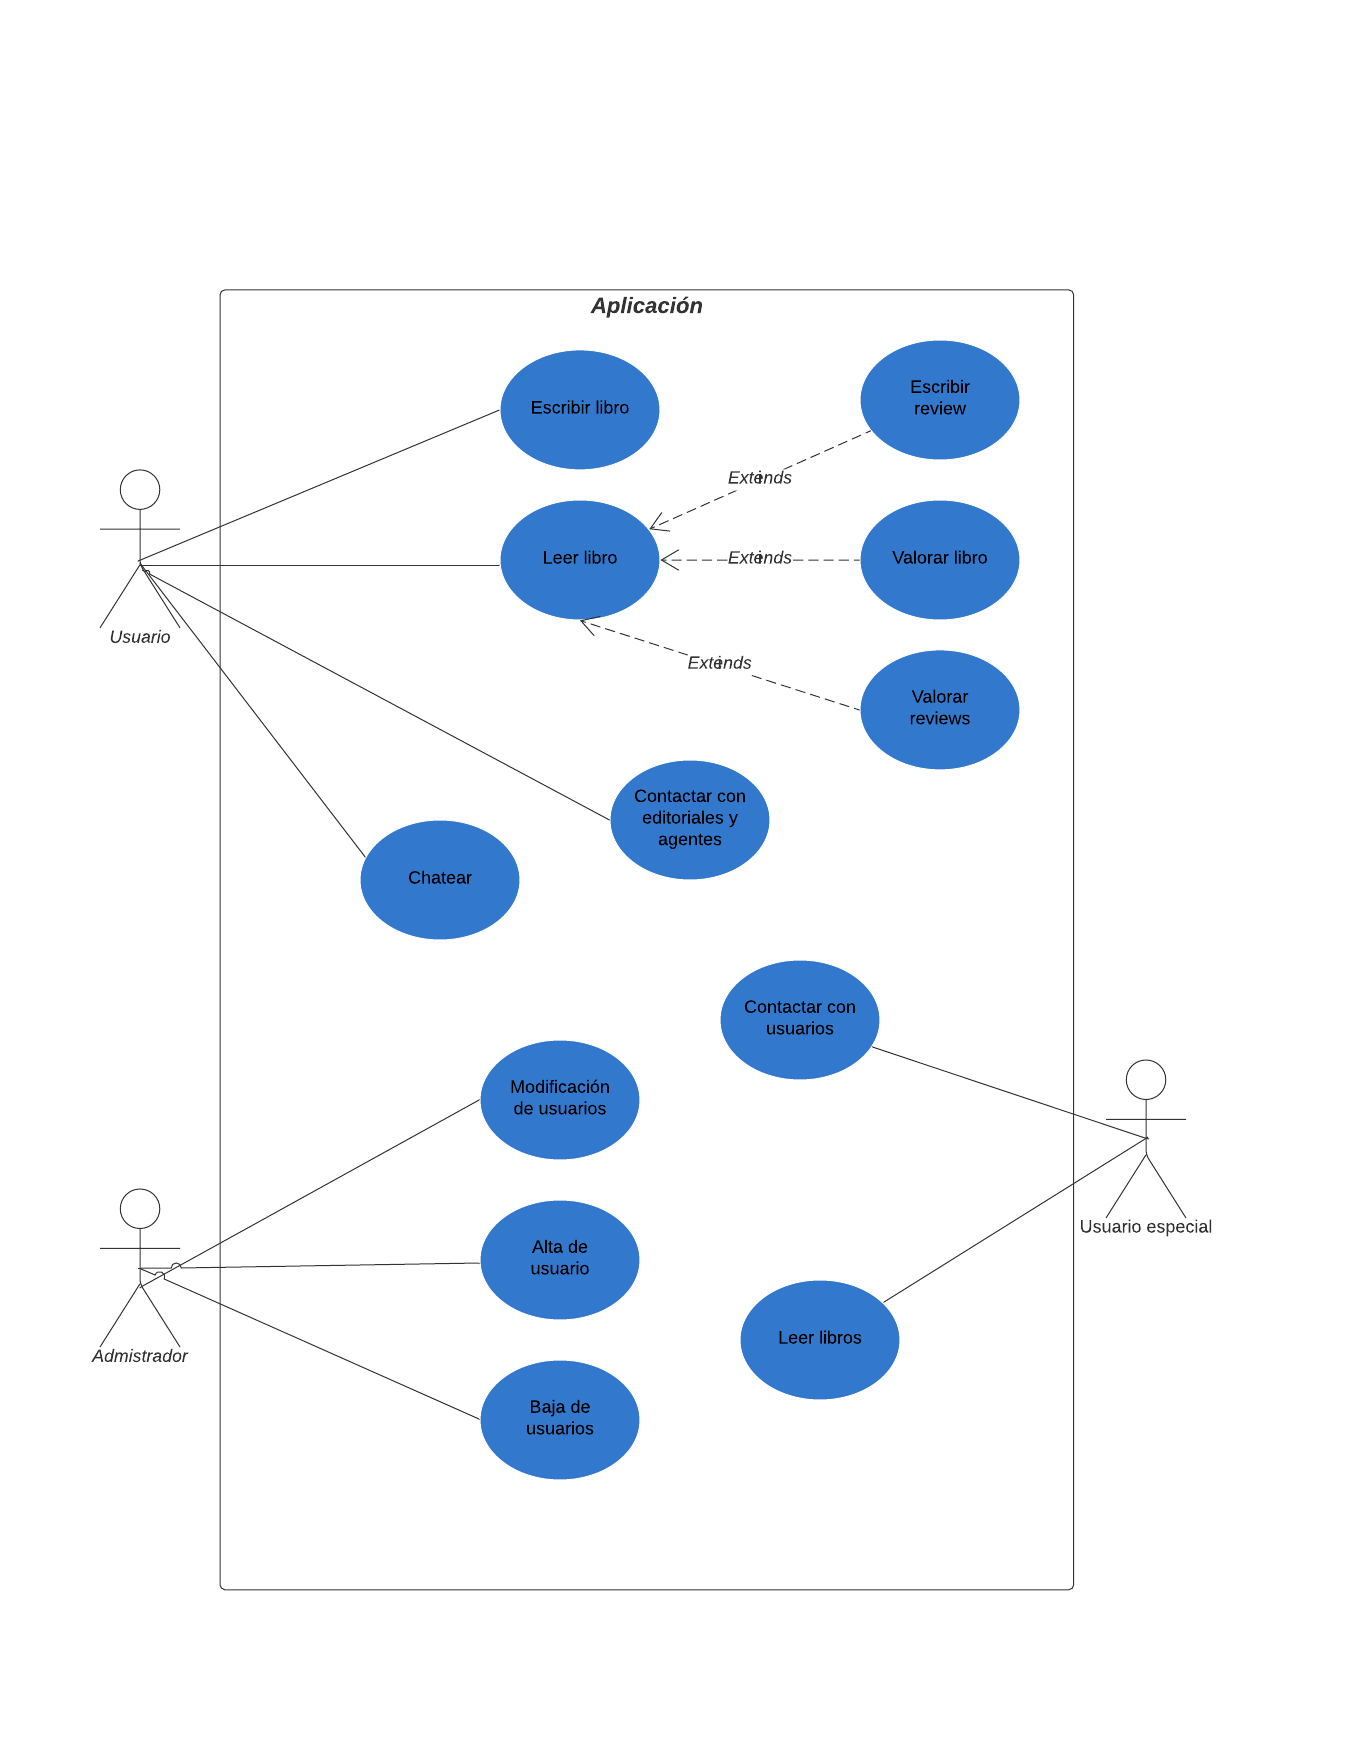 Aplicación
Escribir libro
Escribir
review
Extends
Usuario
Leer libro
Extends
Valorar libro
Extends
Valorar
reviews
Contactar con
editoriales y
agentes
Chatear
Contactar con
usuarios
Modificación
de usuarios
Usuario especial
Alta de
usuario
Admistrador
Leer libros
Baja de
usuarios